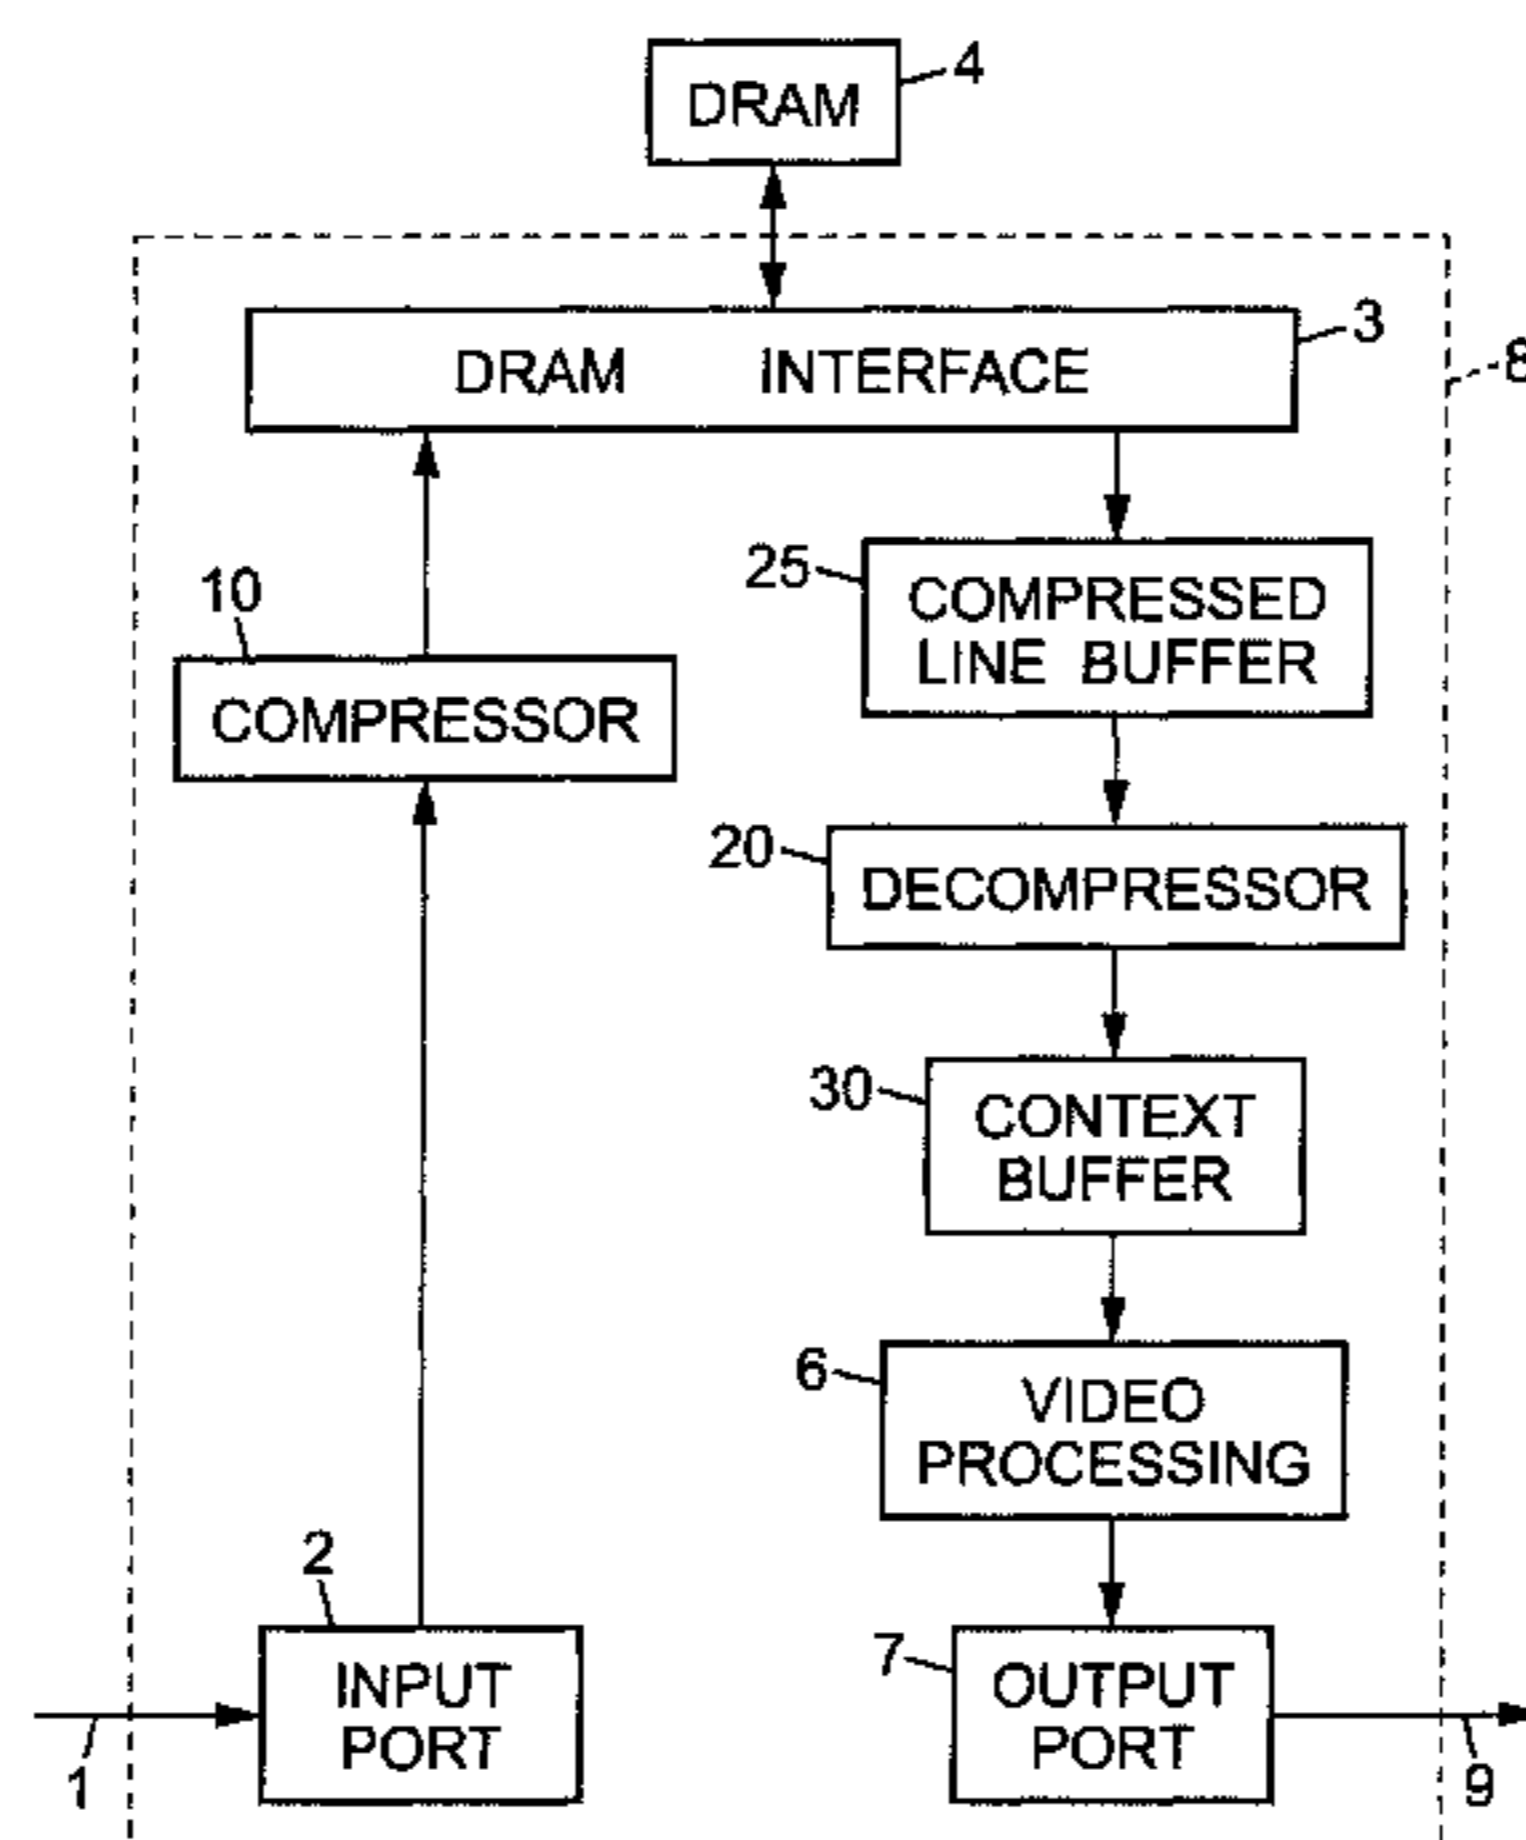 DRAM
4
DRAM INTERFACE
3
8
25
COMPRESSED
LINE BUFFER
10
COMPRESSOR
20
DECOMPRESSOR
30
CONTEXT
BUFFER
6
VIDEO
PROCESSING
2
INPUT
PORT
7
OUTPUT
PORT
1
9